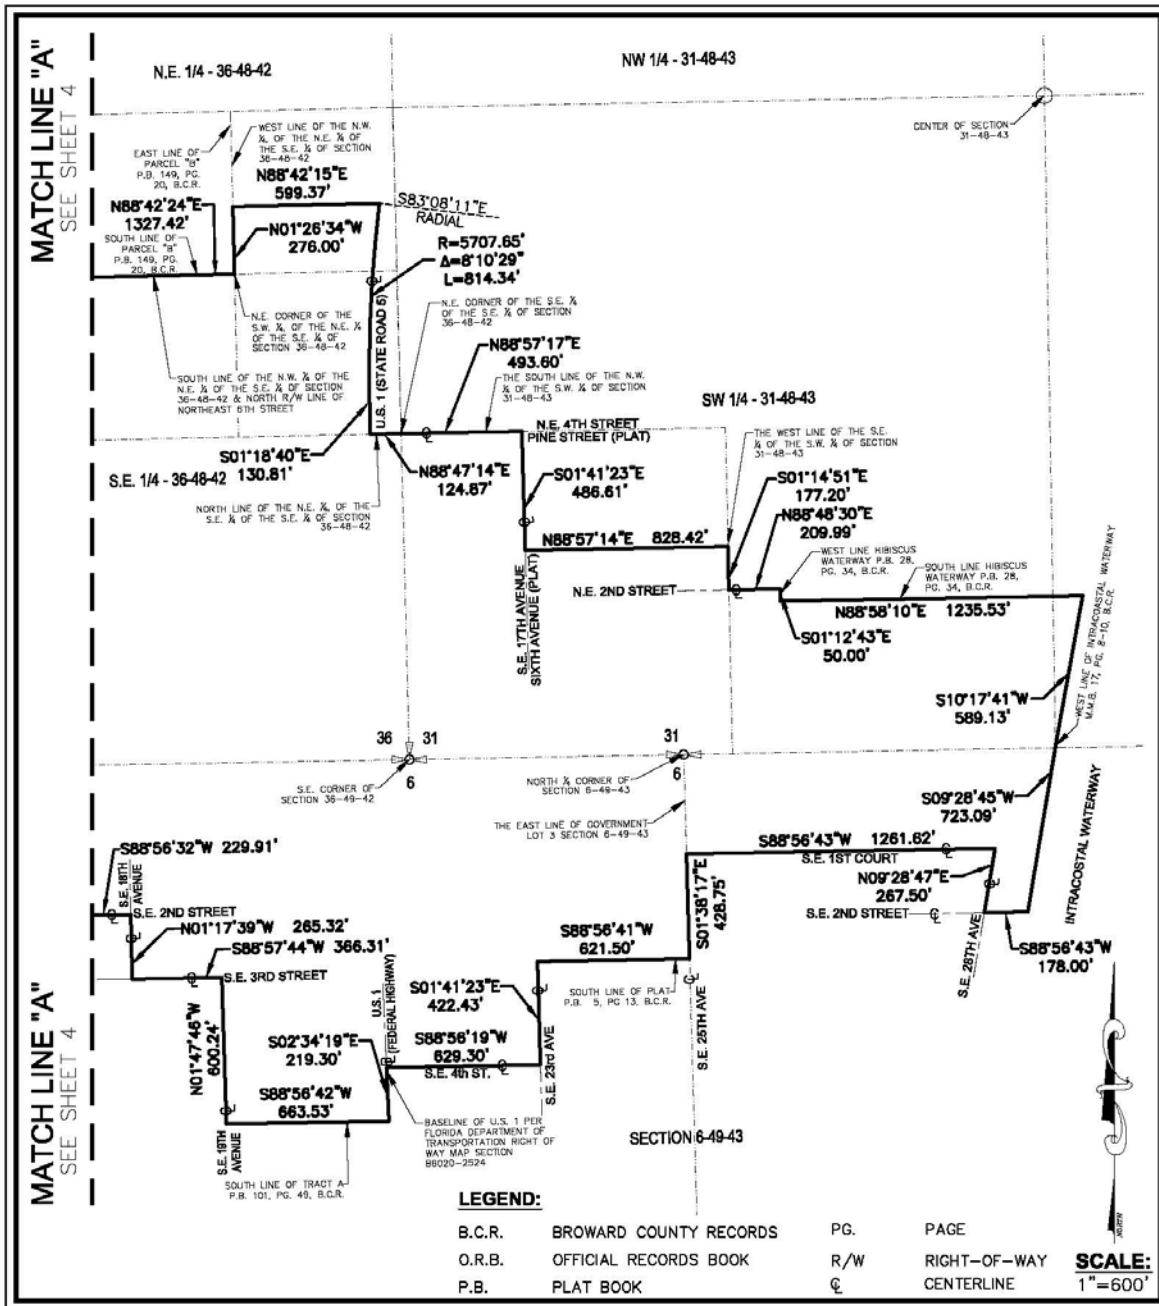 MATCH LINE "A"
SEE SHEET 4
N.E. 1/4 - 36-48-42
NW 1/4 - 31-48-43
CENTER OF SECTION
31-48-43
EAST LINE OF
PARCEL "B"
P.B. 149, PG.
20, B.C.R.
WEST LINE OF THE N.W.
¼, OF THE N.E. ¼ OF
THE S.E. ¼ OF SECTION
36-48-42
N88°42'15"E
599.37'
N88°42'24"E
1327.42'
SOUTH LINE OF
PARCEL "B"
P.B. 149, PG.
20, B.C.R.
N01°26'34"W
276.00'
S83°08'11"E
RADIAL
R=5707.65'
Δ=8°10'29"
L=814.34'
N.E. CORNER OF THE
S.W. ¼, OF THE N.E. ¼
OF THE S.E. ¼ OF
SECTION 36-48-42
U.S. 1 (STATE ROAD 5)
N.E. CORNER OF THE S.E. ¼
OF THE S.E. ¼ OF SECTION
36-48-42
N88°57'17"E
493.60'
THE SOUTH LINE OF THE N.W.
¼ OF THE S.W. ¼ OF SECTION
31-48-43
SOUTH LINE OF THE N.W. ¼ OF THE
N.E. ¼ OF THE S.E. ¼ OF SECTION
36-48-42 & NORTH R/W LINE OF
NORTHEAST 6TH STREET
SW 1/4 - 31-48-43
N.E. 4TH STREET
PINE STREET (PLAT)
THE WEST LINE OF THE S.E.
¼ OF THE S.W. ¼ OF SECTION
31-48-43
S01°18'40"E
130.81'
S.E. 1/4 - 36-48-42
N88°47'14"E
124.87'
S01°41'23"E
486.61'
S01°14'51"E
177.20'
NORTH LINE OF THE N.E. ¼, OF THE
S.E. ¼ OF THE S.E. ¼ OF SECTION
36-48-42
N88°48'30"E
209.99'
N88°57'14"E 828.42'
WEST LINE HIBISCUS
WATERWAY P.B. 28,
PG. 34, B.C.R.
SOUTH LINE HIBISCUS
WATERWAY P.B. 28,
PG. 34, B.C.R.
N.E. 2ND STREET
N88°58'10"E 1235.53'
S.E. 17TH AVENUE
SIXTH AVENUE (PLAT)
S01°12'43"E
50.00'
WEST LINE OF INTRACOASTAL WATERWAY
M.M.B. 17, PG. 8-10, B.C.R.
S10°17'41"W
589.13'
36 31
6
S.E. CORNER OF
SECTION 36-49-42
31
6
NORTH ¼ CORNER OF
SECTION 6-49-43
THE EAST LINE OF GOVERNMENT
LOT 3 SECTION 6-49-43
S09°28'45"W
723.09'
INTRACOSTAL WATERWAY
S88°56'43"W 1261.62'
S.E. 1ST COURT
N09°28'47"E
267.50'
S.E. 2ND STREET
S.E. 28TH AVE
S88°56'43"W
178.00'
S88°56'32"W 229.91'
S.E. 18TH
AVENUE
S.E. 2ND STREET
N01°17'39"W 265.32'
S88°57'44"W 366.31'
S.E. 3RD STREET
S88°56'41"W
621.50'
S01°38'17"E
428.75'
SOUTH LINE OF PLAT
P.B. 5, PG 13, B.C.R.
S.E. 25TH AVE
U.S. 1
(FEDERAL HIGHWAY)
S01°41'23"E
422.43'
N01°47'46"W
600.24'
S02°34'19"E
219.30'
S88°56'19"W
629.30'
S.E. 4th ST.
S.E. 23rd AVE
S88°56'42"W
663.53'
BASELINE OF U.S. 1 PER
FLORIDA DEPARTMENT OF
TRANSPORTATION RIGHT OF
WAY MAP SECTION
86020-2524
S.E. 19TH
AVENUE
SOUTH LINE OF TRACT A
P.B. 101, PG. 49, B.C.R.
SECTION 6-49-43
MATCH LINE "A"
SEE SHEET 4
NORTH
LEGEND:
B.C.R. BROWARD COUNTY RECORDS PG. PAGE
O.R.B. OFFICIAL RECORDS BOOK R/W RIGHT-OF-WAY
P.B. PLAT BOOK ℄ CENTERLINE
SCALE:
1"=600'